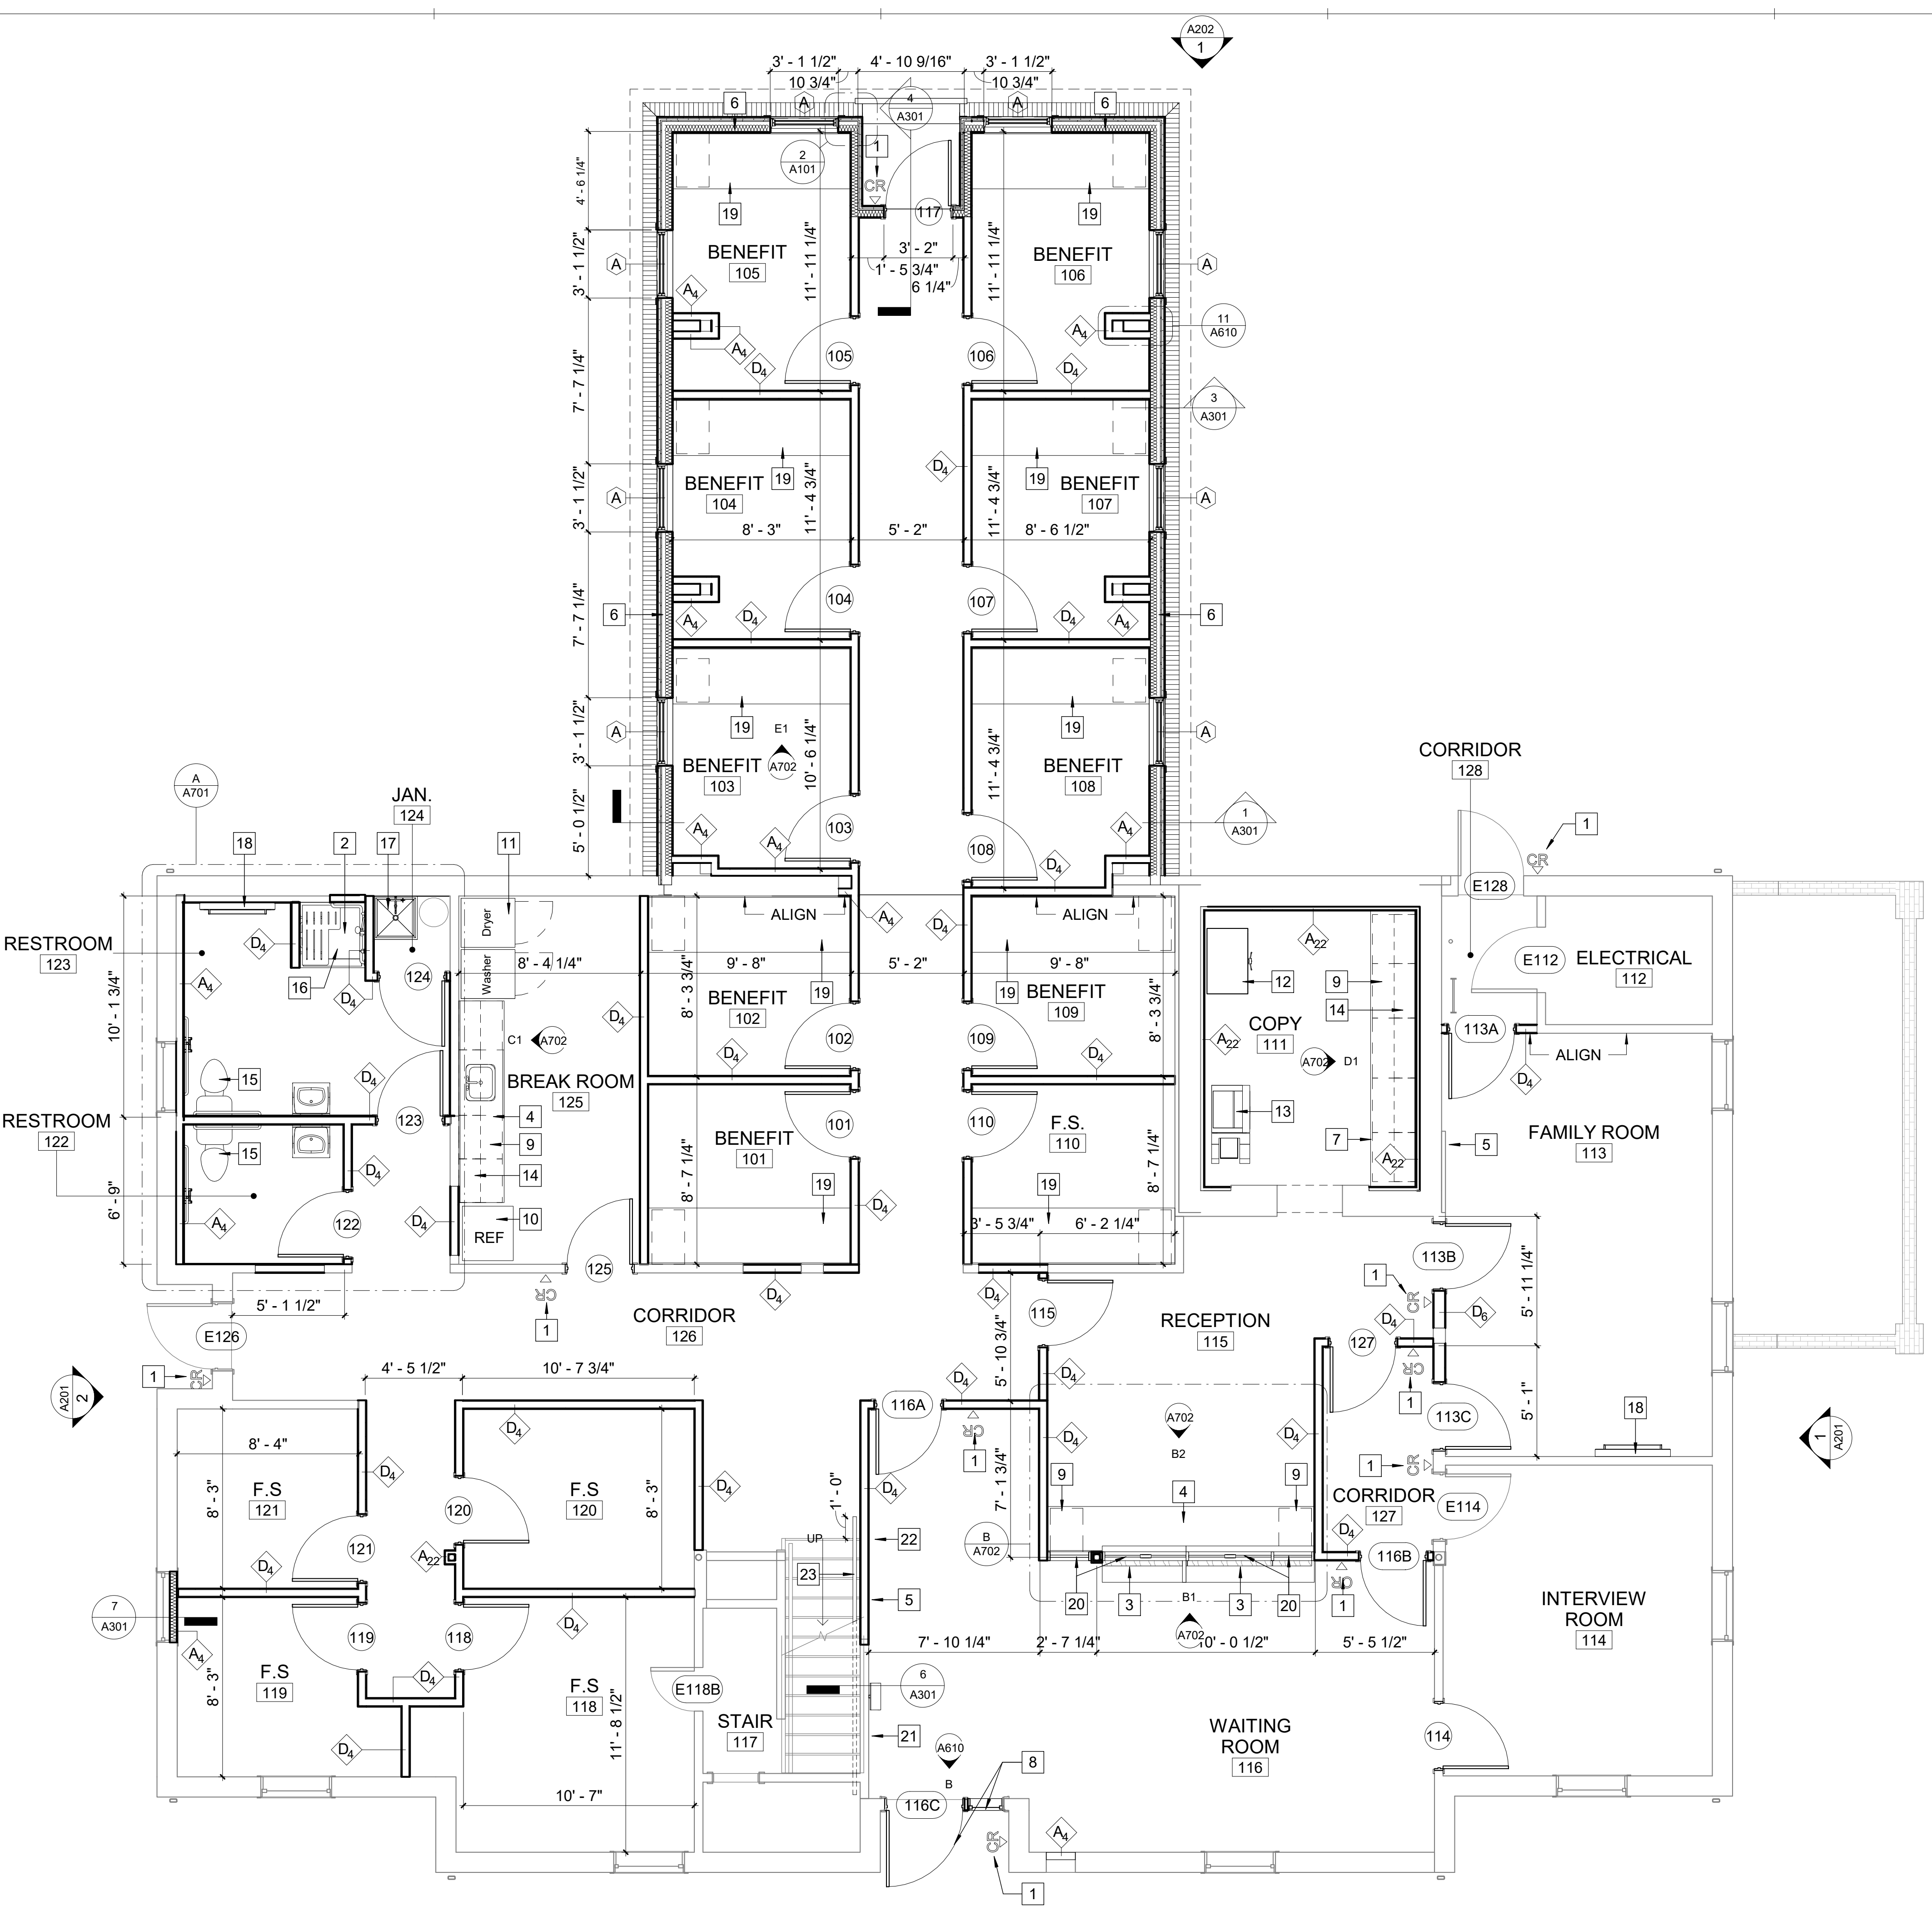 A202
1
3' - 1 1/2"
4' - 10 9/16"
3' - 1 1/2"
10 3/4"
10 3/4"
6
A
4
A301
A
6
2
A101
1
CR
4' - 6 1/4"
19
117
19
11' - 11 1/4"
11' - 11 1/4"
BENEFIT
105
3' - 2"
BENEFIT
106
1' - 5 3/4"
6 1/4"
A
3' - 1 1/2"
A
A4
A4
D4
105
106
A4
D4
11
A610
7' - 7 1/4"
3
A301
BENEFIT
104
19
D4
19
BENEFIT
107
A
3' - 1 1/2"
11' - 4 3/4"
11' - 4 3/4"
A
8' - 3"
5' - 2"
8' - 6 1/2"
104
107
A4
D4
D4
A4
6
7' - 7 1/4"
6
19
E1
A702
19
A
3' - 1 1/2"
A
BENEFIT
103
10' - 6 1/4"
11' - 4 3/4"
BENEFIT
108
103
108
A4
A4
D4
A4
1
A301
5' - 0 1/2"
CORRIDOR
128
1
CR
A
A701
JAN.
124
18
2
17
11
E128
ALIGN
A4
ALIGN
D4
A22
Dryer
Washer
RESTROOM
123
D4
16
D4
124
A4
8' - 4 1/4"
9' - 8"
5' - 2"
9' - 8"
12
9
14
E112
ELECTRICAL
112
10' - 1 3/4"
8' - 3 3/4"
19
19
8' - 3 3/4"
BENEFIT
102
BENEFIT
109
COPY
111
A22
113A
ALIGN
D4
D4
C1
A702
102
109
D4
D4
A702
D1
15
D4
BREAK ROOM
125
RESTROOM
122
123
4
13
101
110
F.S.
110
FAMILY ROOM
113
9
7
5
15
D4
14
BENEFIT
101
A22
8' - 7 1/4"
8' - 7 1/4"
19
19
D4
6' - 9"
A4
122
D4
10
REF
3' - 5 3/4"
6' - 2 1/4"
113B
125
D4
D4
CR
1
1
CR
D6
5' - 11 1/4"
5' - 1 1/2"
E126
CORRIDOR
126
115
RECEPTION
115
D4
127
CR
1
1
CR
A201
2
4' - 5 1/2"
10' - 7 3/4"
5' - 10 3/4"
D4
D4
116A
113C
5' - 1"
D4
8' - 4"
D4
CR
1
D4
A702
B2
D4
18
1
A201
1
CR
D4
F.S
121
8' - 3"
120
F.S
120
8' - 3"
D4
1' - 0"
D4
7' - 1 3/4"
9
4
9
CORRIDOR
127
E114
UP
22
B
A702
D4
121
A22
116B
D4
23
5
20
3
B1
A702
3
20
CR
1
INTERVIEW
ROOM
114
7
A301
119
118
D4
A4
7' - 10 1/4"
2' - 7 1/4"
10' - 0 1/2"
5' - 5 1/2"
F.S
119
8' - 3"
D4
F.S
118
E118B
6
A301
STAIR
117
21
WAITING
ROOM
116
114
D4
11' - 8 1/2"
A610
B
8
10' - 7"
116C
CR
1
A4